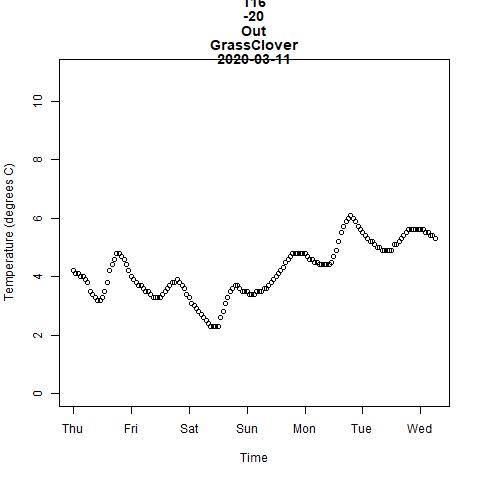 T16
-20
Out
GrassClover
2020-03-11
Temperature (degrees C)
10
8
6
4
2
0
Thu Fri Sat Sun Mon Tue Wed
Time